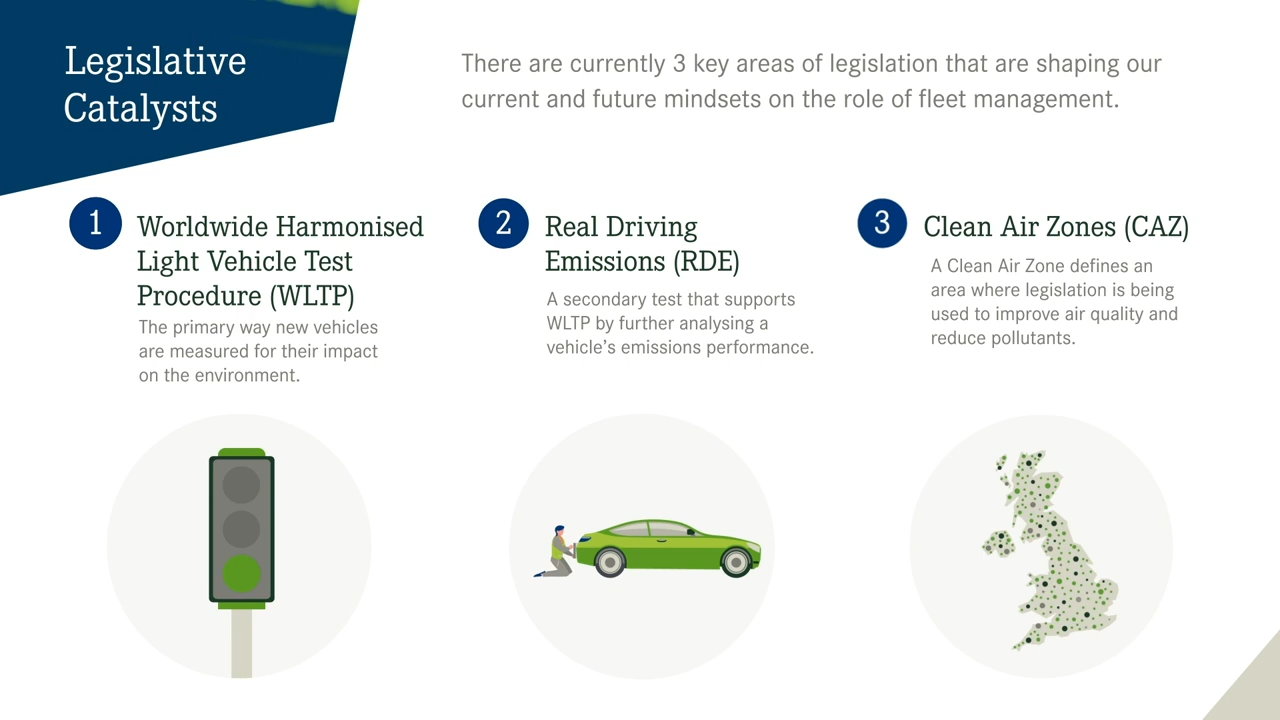 Legislative
Catalysts
There are currently 3 key areas of legislation that are shaping our
current and future mindsets on the role of fleet management.
1
Worldwide Harmonised
Light Vehicle Test
Procedure (WLTP)
The primary way new vehicles
are measured for their impact
on the environment.
2
Real Driving
Emissions (RDE)
A secondary test that supports
WLTP by further analysing a
vehicle's emissions performance.
3
Clean Air Zones (CAZ)
A Clean Air Zone defines an
area where legislation is being
used to improve air quality and
reduce pollutants.